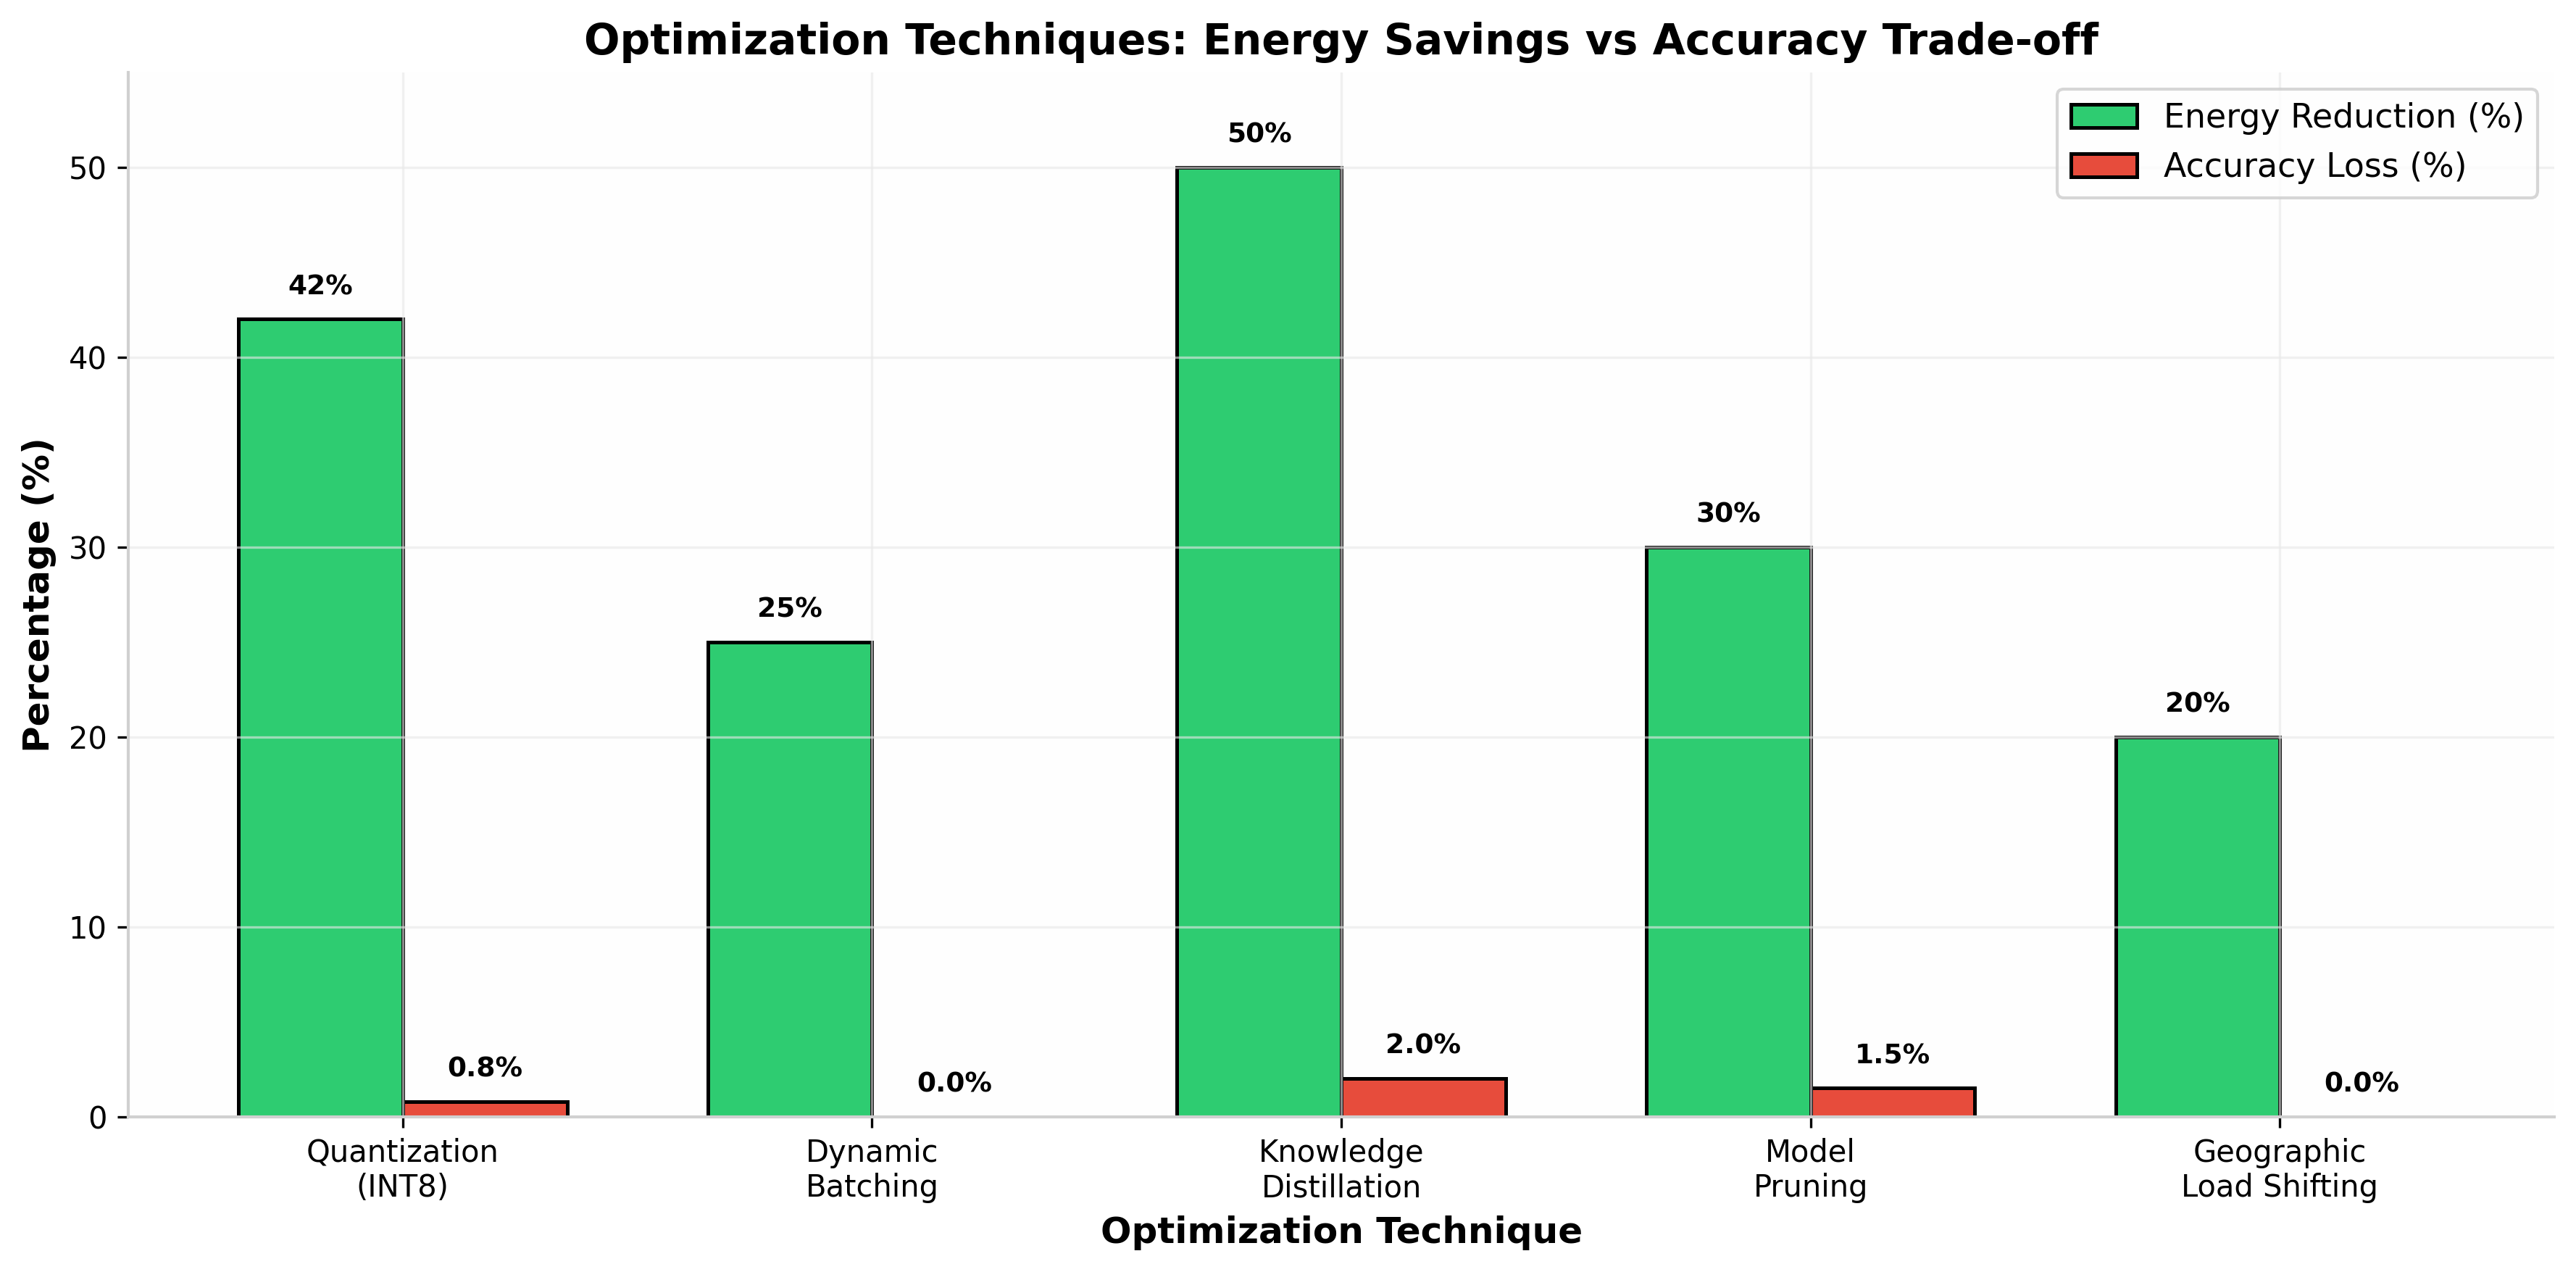 Optimization Techniques: Energy Savings vs Accuracy Trade-off
Energy Reduction (%)
Accuracy Loss (%)
Percentage (%)
50
40
30
20
10
0
42%
0.8%
25%
0.0%
50%
2.0%
30%
1.5%
20%
0.0%
Quantization
(INT8)
Dynamic
Batching
Knowledge
Distillation
Model
Pruning
Geographic
Load Shifting
Optimization Technique